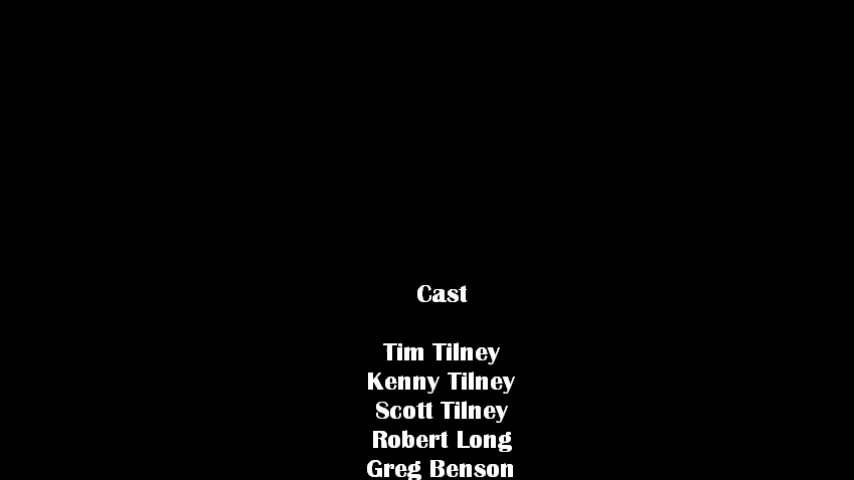 Cast
Tim Tilney
Kenny Tilney
Scott Tilney
Robert Long
Greg Benson